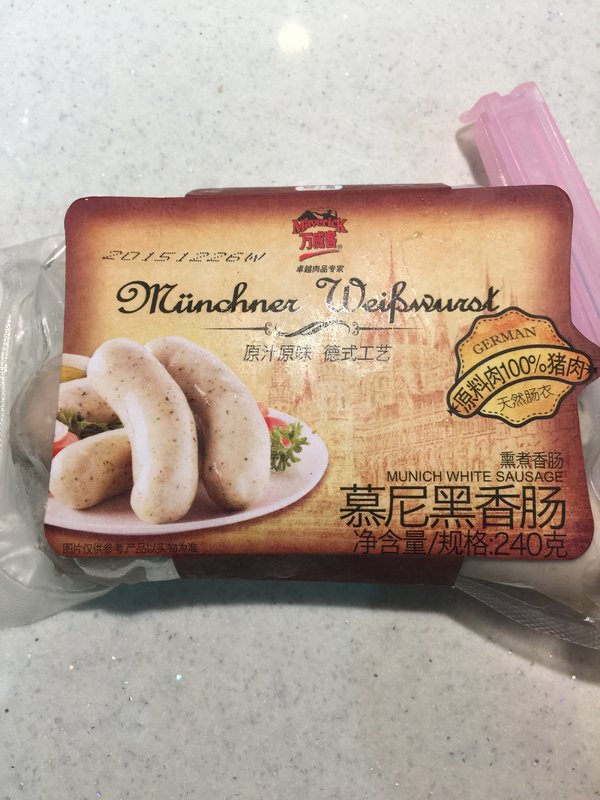 Maverick
万威客
卓越肉品专家
20151226W
Münchner Weißwurst
原汁原味 德式工艺
GERMAN
原料肉100%猪肉
天然肠衣
熏煮香肠
MUNICH WHITE SAUSAGE
慕尼黑香肠
净含量/规格:240克
图片仅供参考,产品以实物为准